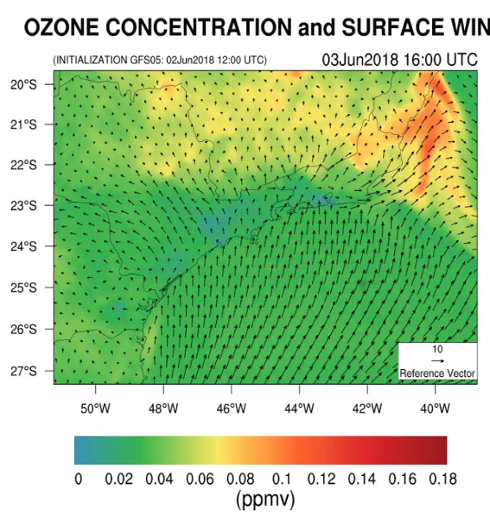 OZONE CONCENTRATION and SURFACE WIN
(INITIALIZATION GFS05: 02Jun2018 12:00 UTC)
03Jun2018 16:00 UTC
20°S
21°S
22°S
23°S
24°S
25°S
26°S
27°S
10
Reference Vector
50°W 48°W 46°W 44°W 42°W 40°W
0 0.02 0.04 0.06 0.08 0.1 0.12 0.14 0.16 0.18
(ppmv)